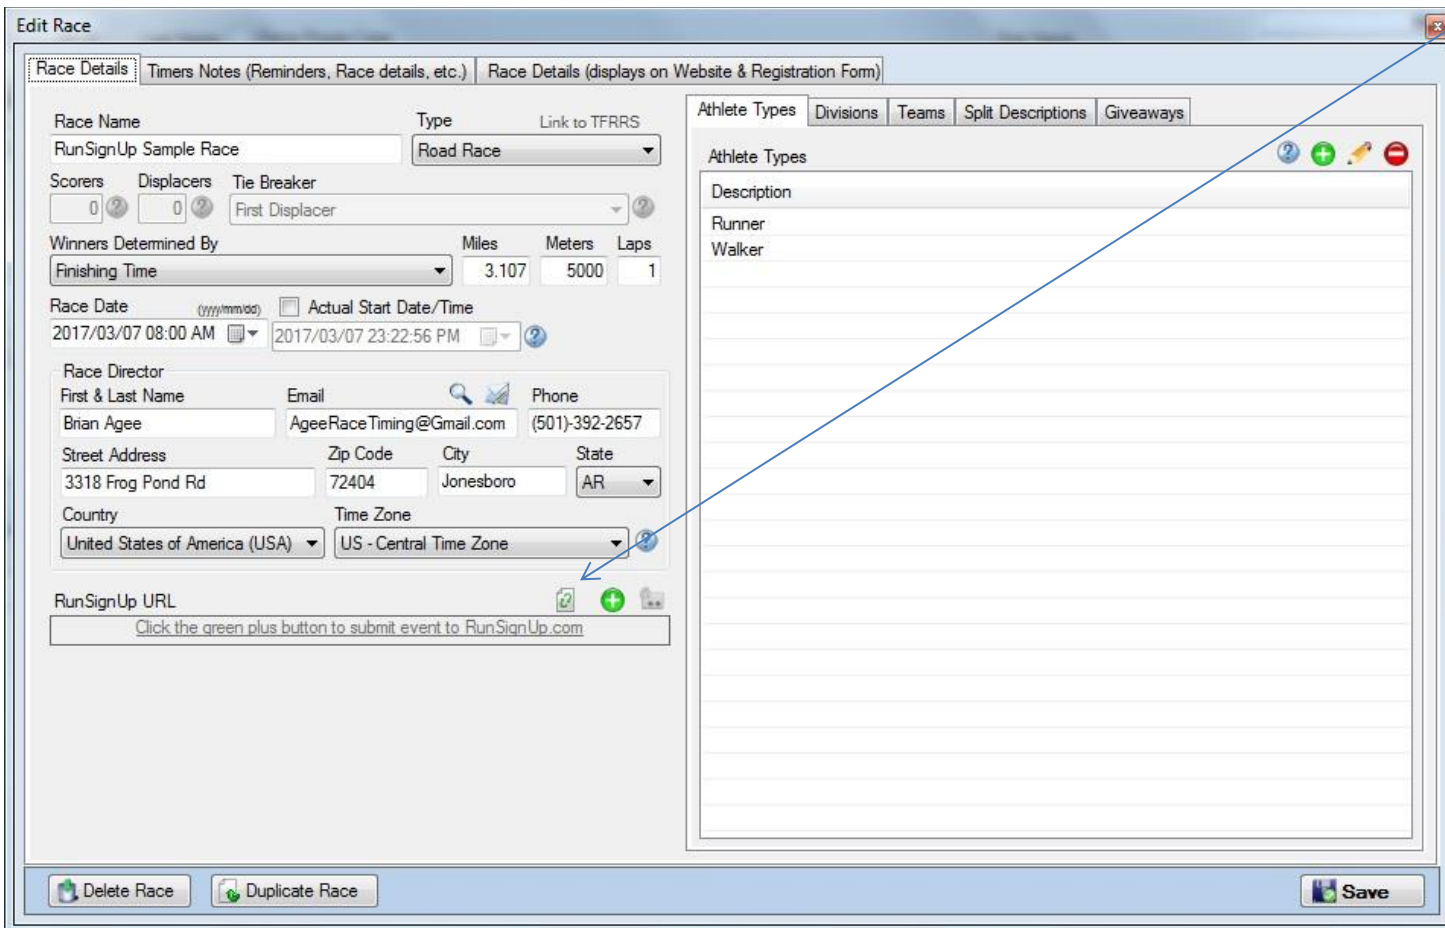 Edit Race
Race Details Timers Notes (Reminders, Race details, etc.) Race Details (displays on Website & Registration Form)
Race Name Type Link to TFRRS
RunSignUp Sample Race Road Race
Scorers Displacers Tie Breaker
0 0 First Displacer
Winners Determined By Miles Meters Laps
Finishing Time 3.107 5000 1
Race Date (yyyy/mm/dd) Actual Start Date/Time
2017/03/07 08:00 AM 2017/03/07 23:22:56 PM
Race Director
First & Last Name Email Phone
Brian Agee AgeeRaceTiming@Gmail.com (501)-392-2657
Street Address Zip Code City State
3318 Frog Pond Rd 72404 Jonesboro AR
Country Time Zone
United States of America (USA) US - Central Time Zone
RunSignUp URL
Click the green plus button to submit event to RunSignUp.com
Athlete Types Divisions Teams Split Descriptions Giveaways
Athlete Types
Description
Runner
Walker
Delete Race Duplicate Race Save